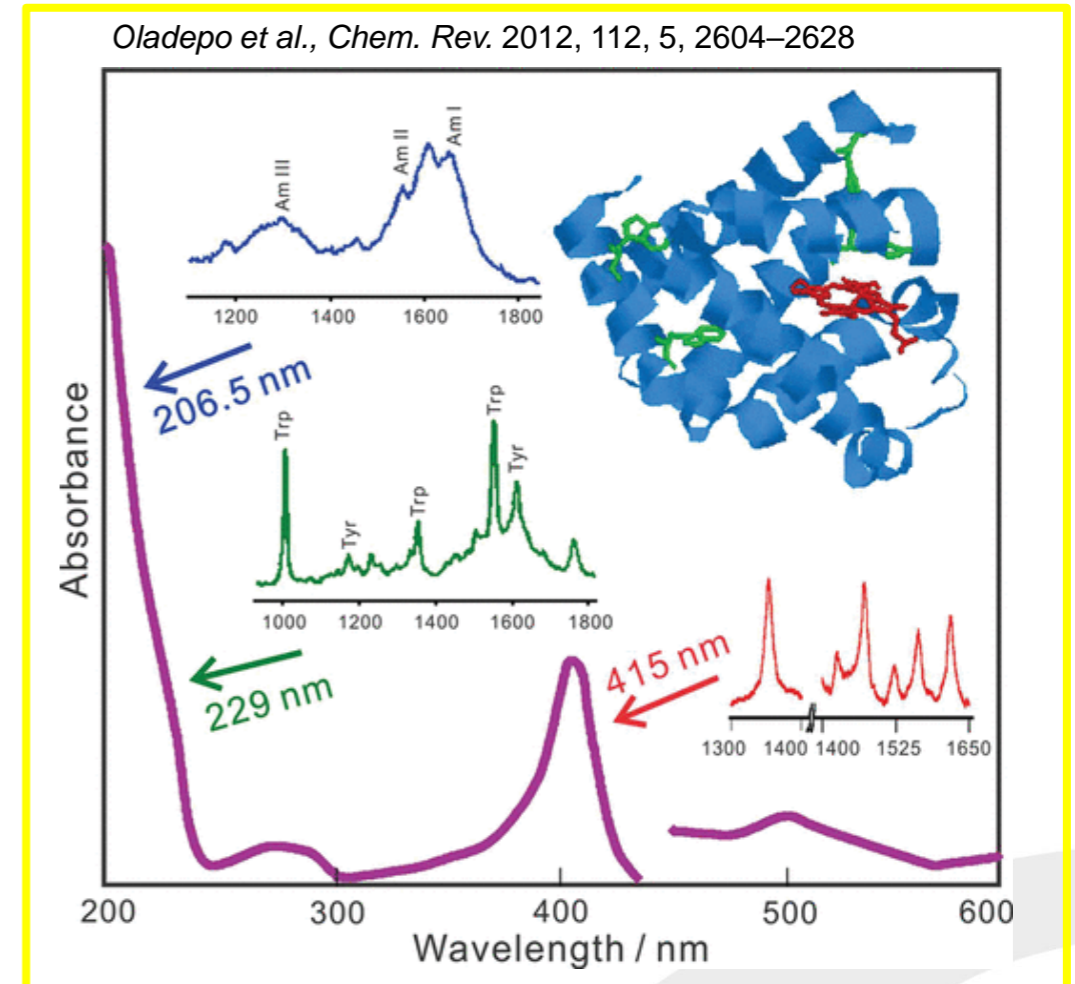 Oladepo et al., Chem. Rev. 2012, 112, 5, 2604–2628
Am III
Am II
Am I
1200 1400 1600 1800
206.5 nm
Trp
Tyr
Trp
Trp
Tyr
1000 1200 1400 1600 1800
229 nm
415 nm
1300 1400 1400 1525 1650
Absorbance
200 300 400 500 600
Wavelength / nm